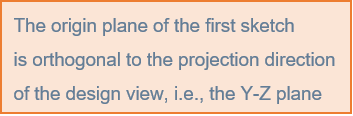 The origin plane of the first sketch
is orthogonal to the projection direction
of the design view, i.e., the Y-Z plane